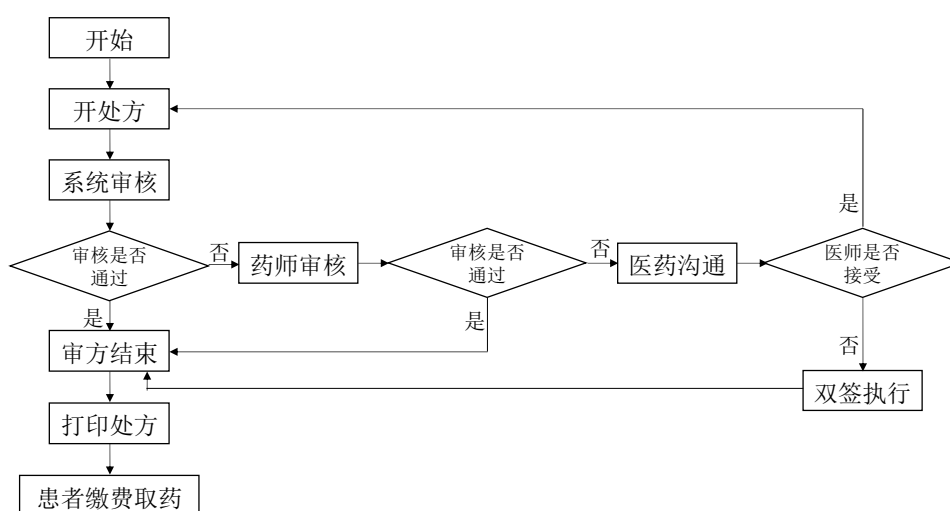 开始
开处方
系统审核
是
审核是否
通过
否
药师审核
审核是否
通过
否
医药沟通
医师是否
接受
是
审方结束
是
否
打印处方
双签执行
患者缴费取药